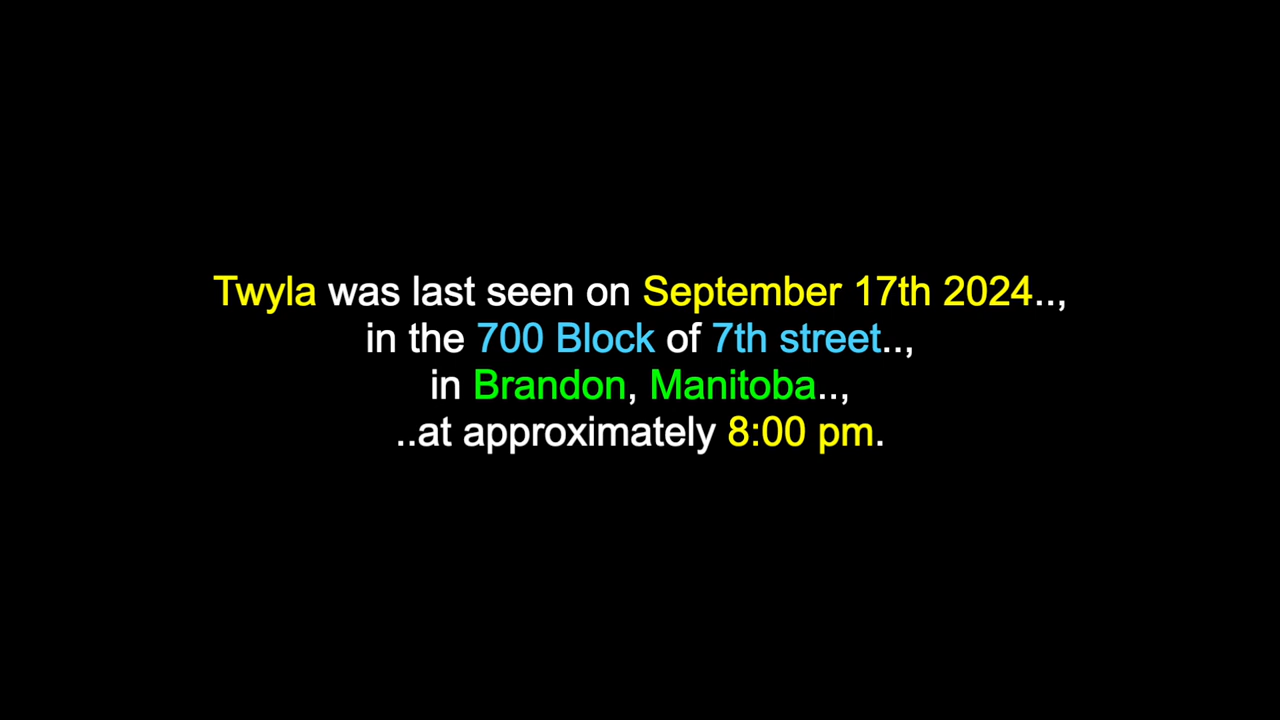 Twyla was last seen on September 17th 2024..,
in the 700 Block of 7th street..,
in Brandon, Manitoba..,
..at approximately 8:00 pm.